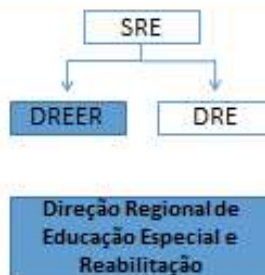 SRE
DREER
DRE
Direção Regional de
Educação Especial e
Reabilitação